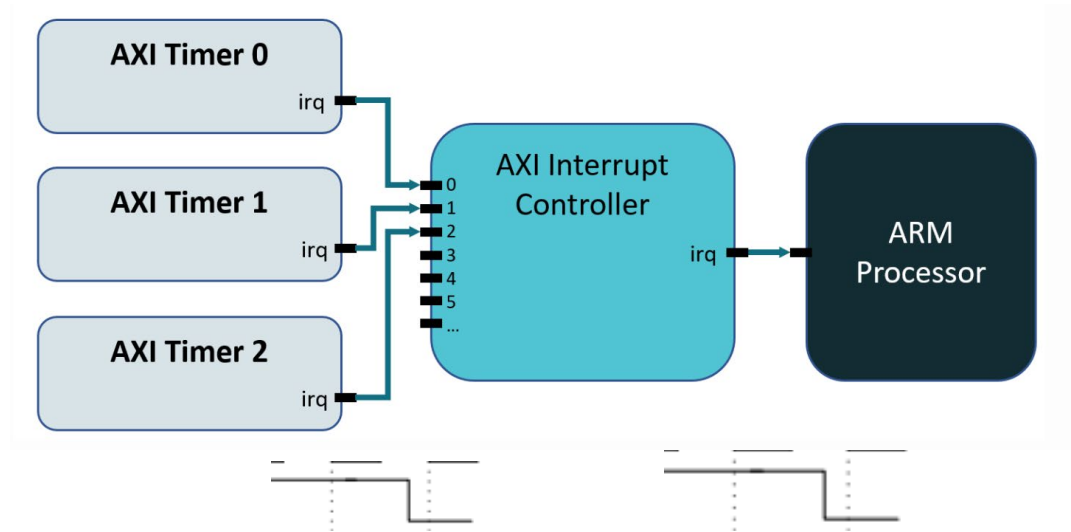 AXI Timer 0
irq
AXI Timer 1
irq
AXI Timer 2
irq
AXI Interrupt
Controller
0
1
2
3
4
5
...
irq
ARM
Processor